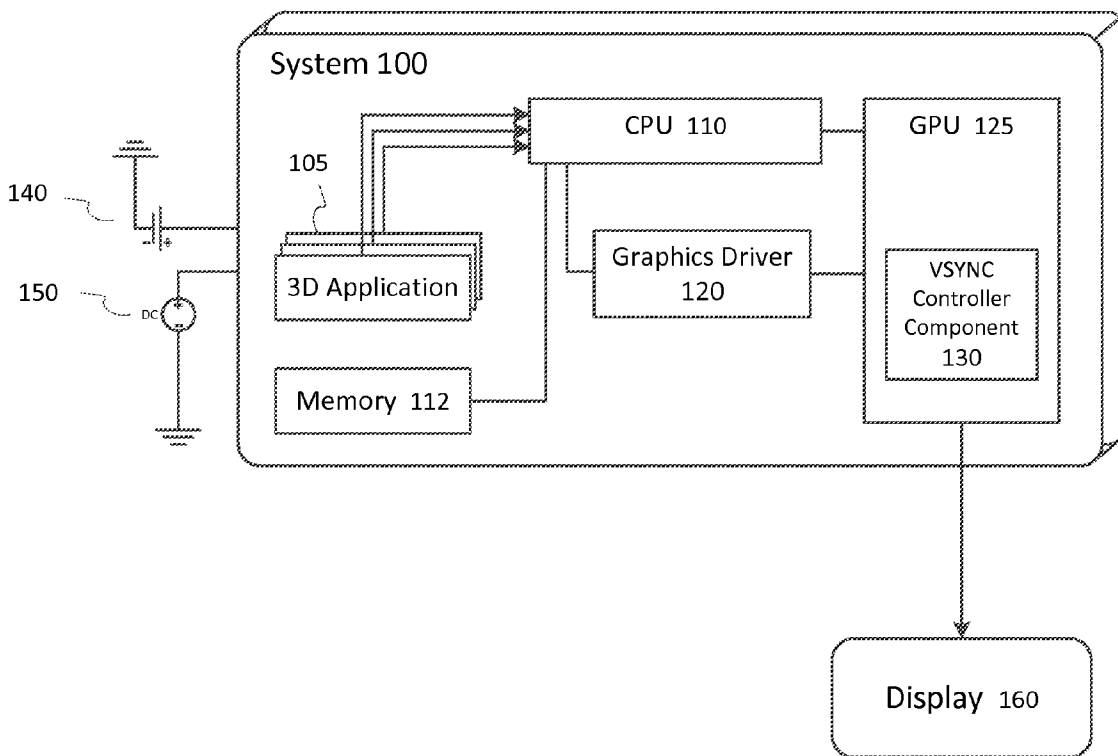 System 100
CPU 110
GPU 125
105
140
3D Application
Graphics Driver
120
VSYNC
Controller
Component
130
150
DC
Memory 112
Display 160